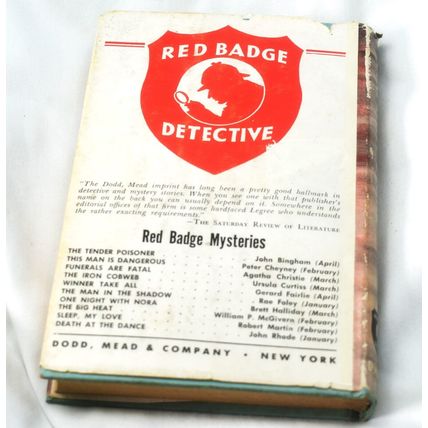 RED BADGE
DETECTIVE
"The Dodd, Mead imprint has long been a pretty good hallmark in
detective and mystery stories. When you see one with that publisher's
name on the back you can usually depend on it. Somewhere in the
editorial offices of that firm is some hardfaced Legree who understands
the rather exacting requirements."
—THE SATURDAY REVIEW OF LITERATURE
Red Badge Mysteries
THE TENDER POISONER John Bingham (April)
THIS MAN IS DANGEROUS Peter Cheyney (February)
FUNERALS ARE FATAL Agatha Christie (March)
THE IRON COBWEB Ursula Curtiss (March)
WINNER TAKE ALL Gerard Fairlie (April)
THE MAN IN THE SHADOW Rae Foley (January)
ONE NIGHT WITH NORA Brett Halliday (March)
THE BIG HEAT William P. McGivern (February)
SLEEP, MY LOVE Robert Martin (February)
DEATH AT THE DANCE John Rhode (January)
DODD, MEAD & COMPANY • NEW YORK